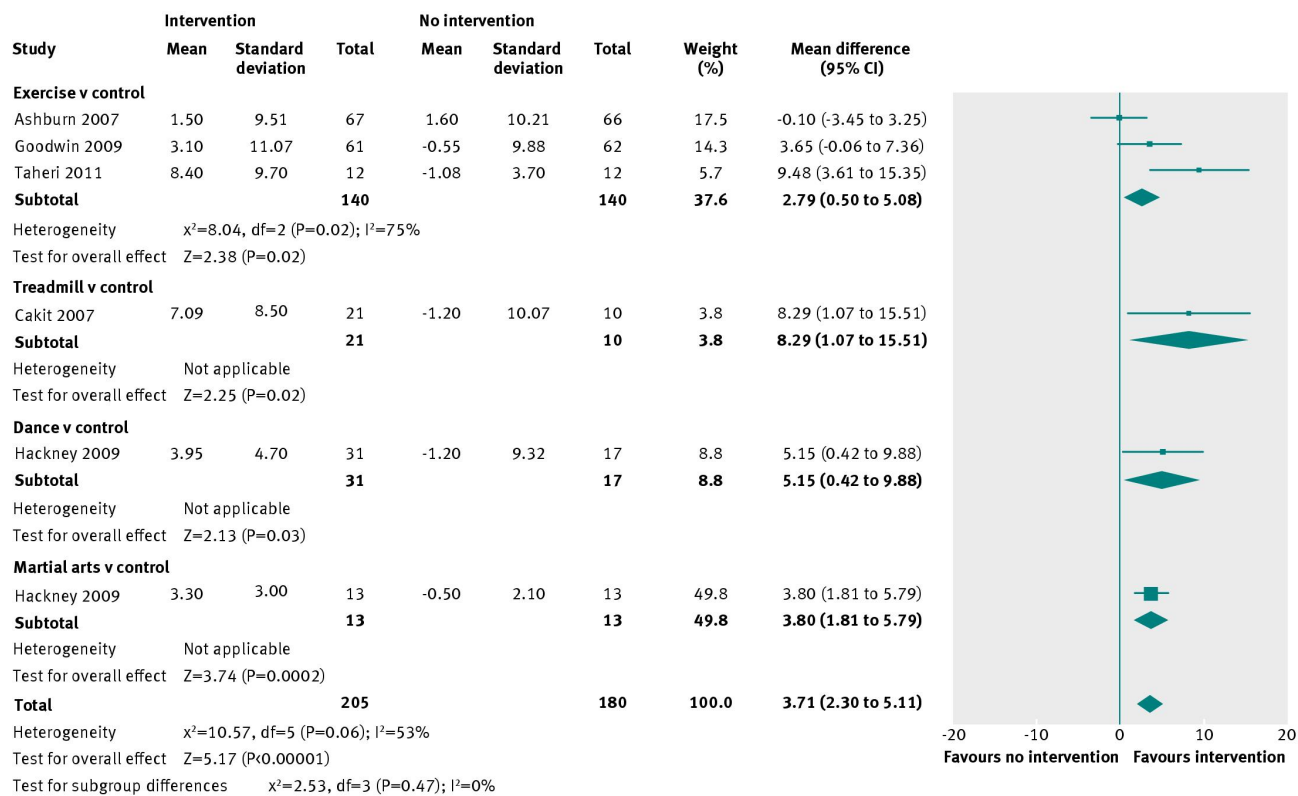 Intervention No intervention
Study Mean Standard deviation Total Mean Standard deviation Total Weight (%) Mean difference (95% CI)
Exercise v control
Ashburn 2007 1.50 9.51 67 1.60 10.21 66 17.5 -0.10 (-3.45 to 3.25)
Goodwin 2009 3.10 11.07 61 -0.55 9.88 62 14.3 3.65 (-0.06 to 7.36)
Taheri 2011 8.40 9.70 12 -1.08 3.70 12 5.7 9.48 (3.61 to 15.35)
Subtotal 140 140 37.6 2.79 (0.50 to 5.08)
Heterogeneity x²=8.04, df=2 (P=0.02); I²=75%
Test for overall effect Z=2.38 (P=0.02)
Treadmill v control
Cakit 2007 7.09 8.50 21 -1.20 10.07 10 3.8 8.29 (1.07 to 15.51)
Subtotal 21 10 3.8 8.29 (1.07 to 15.51)
Heterogeneity Not applicable
Test for overall effect Z=2.25 (P=0.02)
Dance v control
Hackney 2009 3.95 4.70 31 -1.20 9.32 17 8.8 5.15 (0.42 to 9.88)
Subtotal 31 17 8.8 5.15 (0.42 to 9.88)
Heterogeneity Not applicable
Test for overall effect Z=2.13 (P=0.03)
Martial arts v control
Hackney 2009 3.30 3.00 13 -0.50 2.10 13 49.8 3.80 (1.81 to 5.79)
Subtotal 13 13 49.8 3.80 (1.81 to 5.79)
Heterogeneity Not applicable
Test for overall effect Z=3.74 (P=0.0002)
Total 205 180 100.0 3.71 (2.30 to 5.11)
Heterogeneity x²=10.57, df=5 (P=0.06); I²=53%
Test for overall effect Z=5.17 (P<0.00001)
Test for subgroup differences x²=2.53, df=3 (P=0.47); I²=0%
-20 -10 0 10 20
Favours no intervention Favours intervention